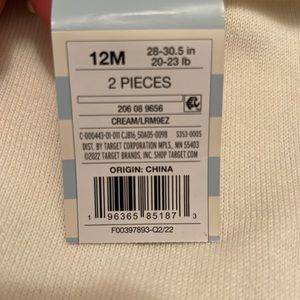 12M
28-30.5 in
20-23 lb
2 PIECES
206 08 9656
CREAM/LRM9EZ
C-000443-01-011 CJB16_50A05-009B S353-0005
DIST. BY TARGET CORPORATION MPLS., MN 55403
©2022 TARGET BRANDS, INC. SHOP TARGET.COM
ORIGIN: CHINA
1 96365 85187 3
F00397893-Q2/22